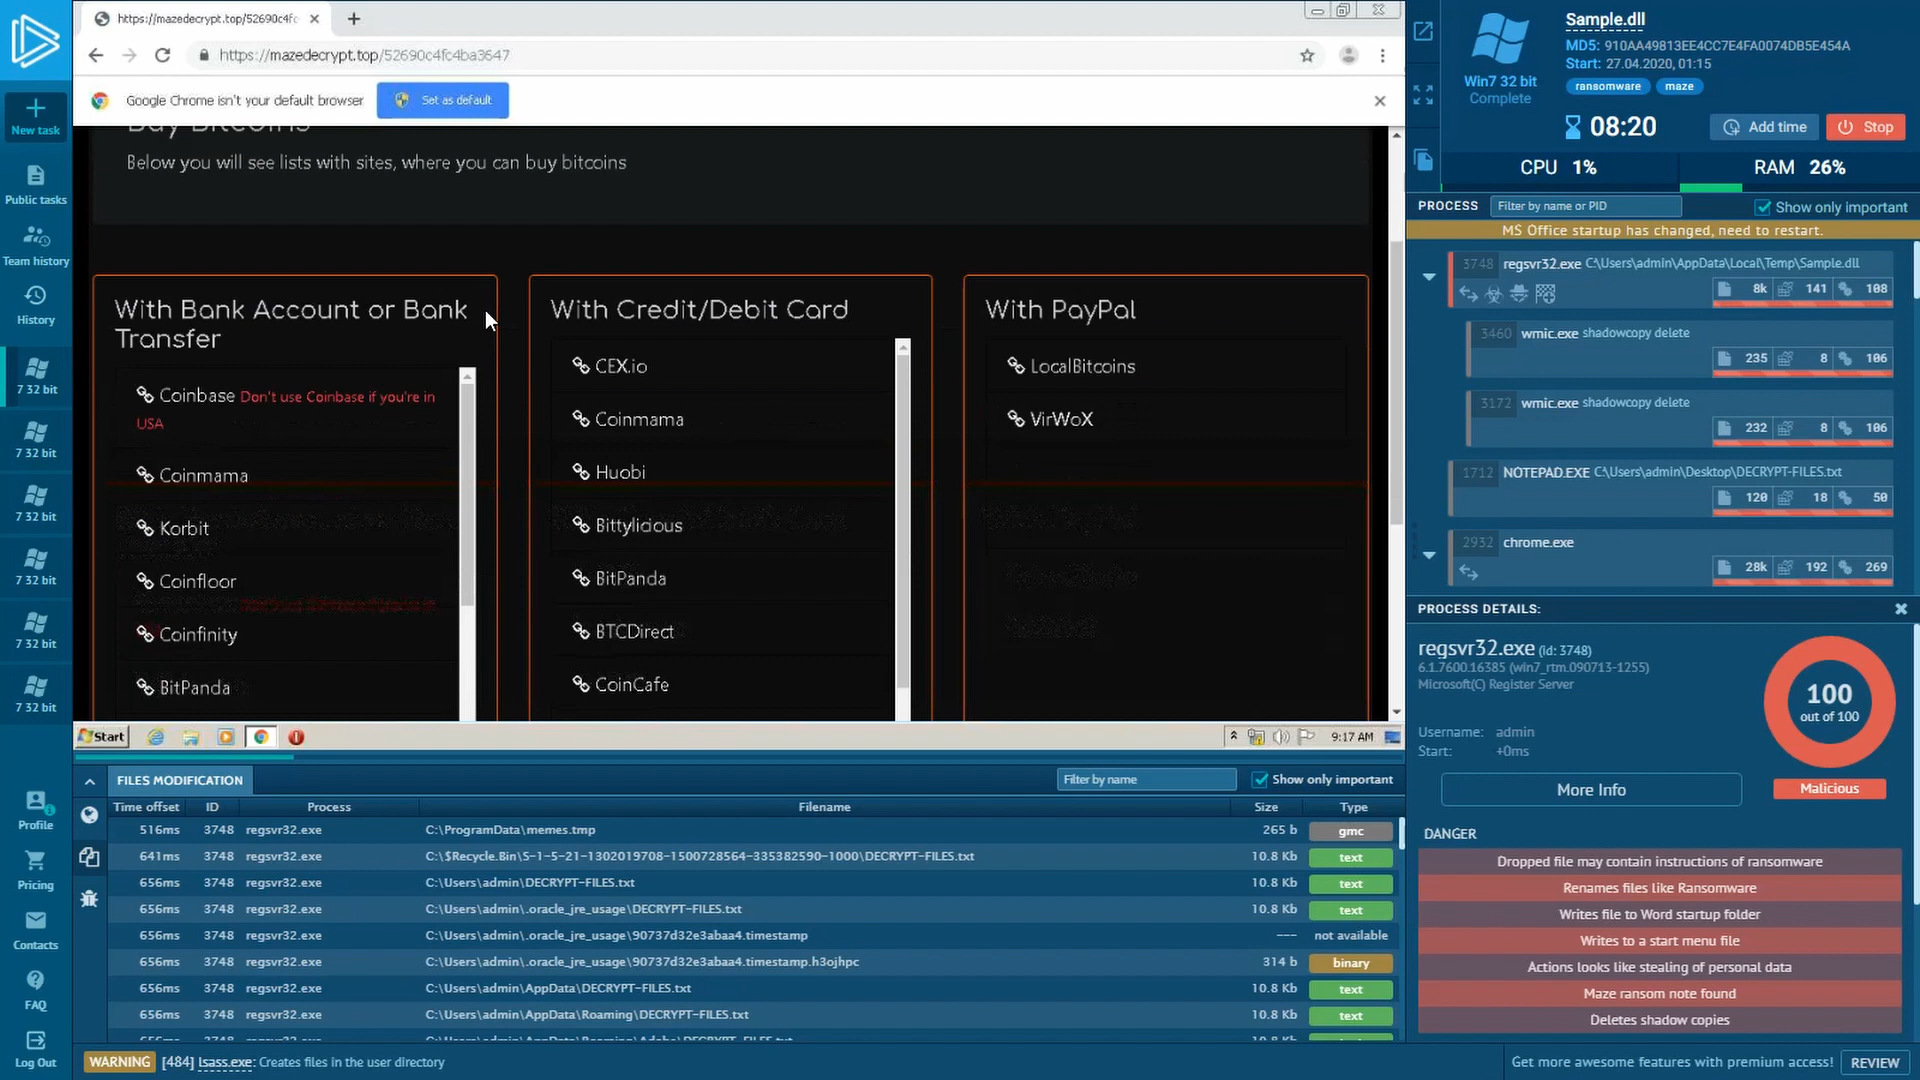 https://mazedecrypt.top/52690c4fc
https://mazedecrypt.top/52690c4fc4ba3647
Google Chrome isn't your default browser
Set as default
Buy Bitcoins
Below you will see lists with sites, where you can buy bitcoins
With Bank Account or Bank
Transfer
Coinbase Don't use Coinbase if you're in
USA
Coinmama
Korbit
Coinfloor
Coinfinity
BitPanda
With Credit/Debit Card
CEX.io
Coinmama
Huobi
Bittylicious
BitPanda
BTCDirect
CoinCafe
With PayPal
LocalBitcoins
VirWoX
Start
9:17 AM
New task
Public tasks
Team history
History
7 32 bit
7 32 bit
7 32 bit
7 32 bit
7 32 bit
7 32 bit
Profile
Pricing
Contacts
FAQ
Log Out
Win7 32 bit
Complete
Sample.dll
MD5: 910AA49813EE4CC7E4FA0074DB5E454A
Start: 27.04.2020, 01:15
ransomware maze
08:20
Add time
Stop
CPU 1%
RAM 26%
PROCESS
Filter by name or PID
Show only important
MS Office startup has changed, need to restart.
3748 regsvr32.exe C:\Users\admin\AppData\Local\Temp\Sample.dll
8k 141 108
3460 wmic.exe shadowcopy delete
235 8 106
3172 wmic.exe shadowcopy delete
232 8 106
1712 NOTEPAD.EXE C:\Users\admin\Desktop\DECRYPT-FILES.txt
120 18 50
2932 chrome.exe
28k 192 269
PROCESS DETAILS:
regsvr32.exe (id: 3748)
6.1.7600.16385 (win7_rtm.090713-1255)
Microsoft(C) Register Server
Username: admin
Start: +0ms
100
out of 100
Malicious
More Info
DANGER
Dropped file may contain instructions of ransomware
Renames files like Ransomware
Writes file to Word startup folder
Writes to a start menu file
Actions looks like stealing of personal data
Maze ransom note found
Deletes shadow copies
FILES MODIFICATION
Filter by name
Show only important
Time offset ID Process Filename Size Type
516ms 3748 regsvr32.exe C:\ProgramData\memes.tmp 265 b gmc
641ms 3748 regsvr32.exe C:\$Recycle.Bin\S-1-5-21-1302019708-1500728564-335382590-1000\DECRYPT-FILES.txt 10.8 Kb text
656ms 3748 regsvr32.exe C:\Users\admin\DECRYPT-FILES.txt 10.8 Kb text
656ms 3748 regsvr32.exe C:\Users\admin\.oracle_jre_usage\DECRYPT-FILES.txt 10.8 Kb text
656ms 3748 regsvr32.exe C:\Users\admin\.oracle_jre_usage\90737d32e3abaa4.timestamp --- not available
656ms 3748 regsvr32.exe C:\Users\admin\.oracle_jre_usage\90737d32e3abaa4.timestamp.h3ojhpc 314 b binary
656ms 3748 regsvr32.exe C:\Users\admin\AppData\DECRYPT-FILES.txt 10.8 Kb text
656ms 3748 regsvr32.exe C:\Users\admin\AppData\Roaming\DECRYPT-FILES.txt 10.8 Kb text
WARNING [484] lsass.exe: Creates files in the user directory
Get more awesome features with premium access! REVIEW